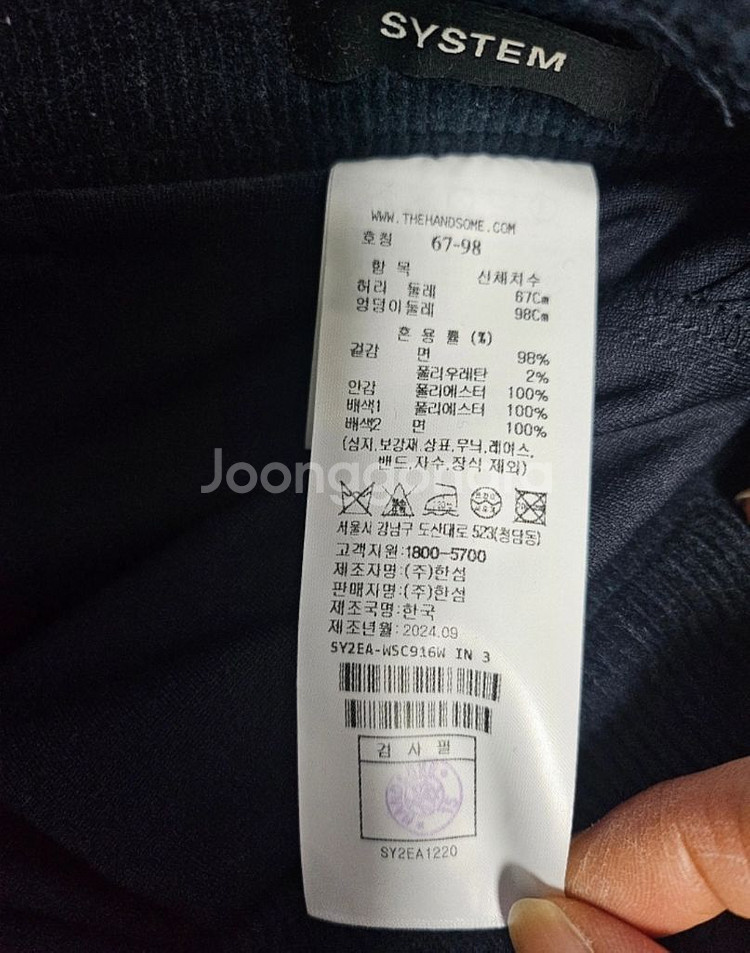 SYSTEM
WWW.THEHANDSOME.COM
호칭 67-98
항 목 신체치수
허리 둘레 67Cm
엉덩이둘레 98Cm
혼 용 률 (%)
겉감 면 98%
폴리우레탄 2%
안감 폴리에스터 100%
배색1 폴리에스터 100%
배색2 면 100%
(심지,보강재,상표,무늬,레이스,
밴드,자수,장식 제외)
Joonggonara
서울시 강남구 도산대로 523(청담동)
고객지원:1800-5700
제조자명:(주)한섬
판매자명:(주)한섬
제조국명:한국
제조년월:2024.09
SY2EA-WSC916W IN 3
검 사 필
SY2EA1220